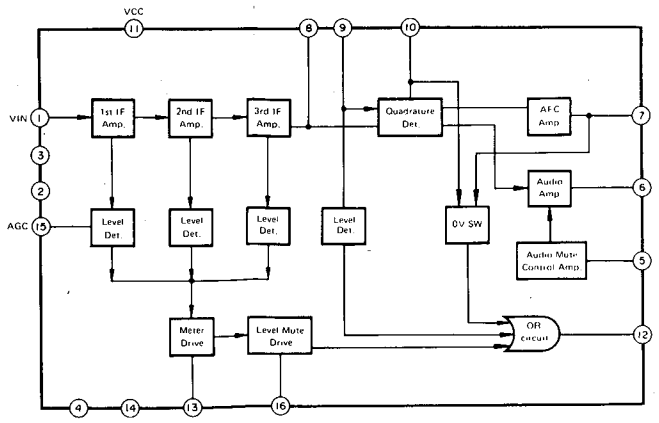 VCC
11
8
9
10
VIN
1
1st IF
Amp.
2nd IF
Amp.
3rd IF
Amp.
Quadrature
Det.
AFC
Amp.
7
3
2
AGC
15
Level
Det.
Level
Det.
Level
Det.
Level
Det.
0V SW
Audio
Amp
6
Audio Mute
Control Amp.
5
Meter
Drive
Level Mute
Drive
OR
circuit
12
4
14
13
16